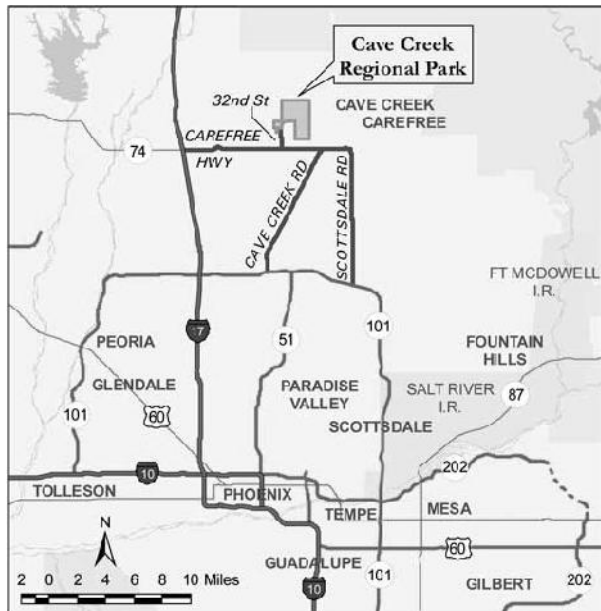 Cave Creek
Regional Park
32nd St
CAVE CREEK
CAREFREE
CAREFREE
HWY
74
CAVE CREEK RD
SCOTTSDALE RD
FT MCDOWELL
I.R.
17
51
101
PEORIA
FOUNTAIN
HILLS
GLENDALE
PARADISE
VALLEY
SALT RIVER
I.R.
87
101
60
SCOTTSDALE
202
10
TOLLESON
PHOENIX
TEMPE
MESA
N
60
GUADALUPE
2 0 2 4 6 8 10 Miles
10
101
GILBERT
202